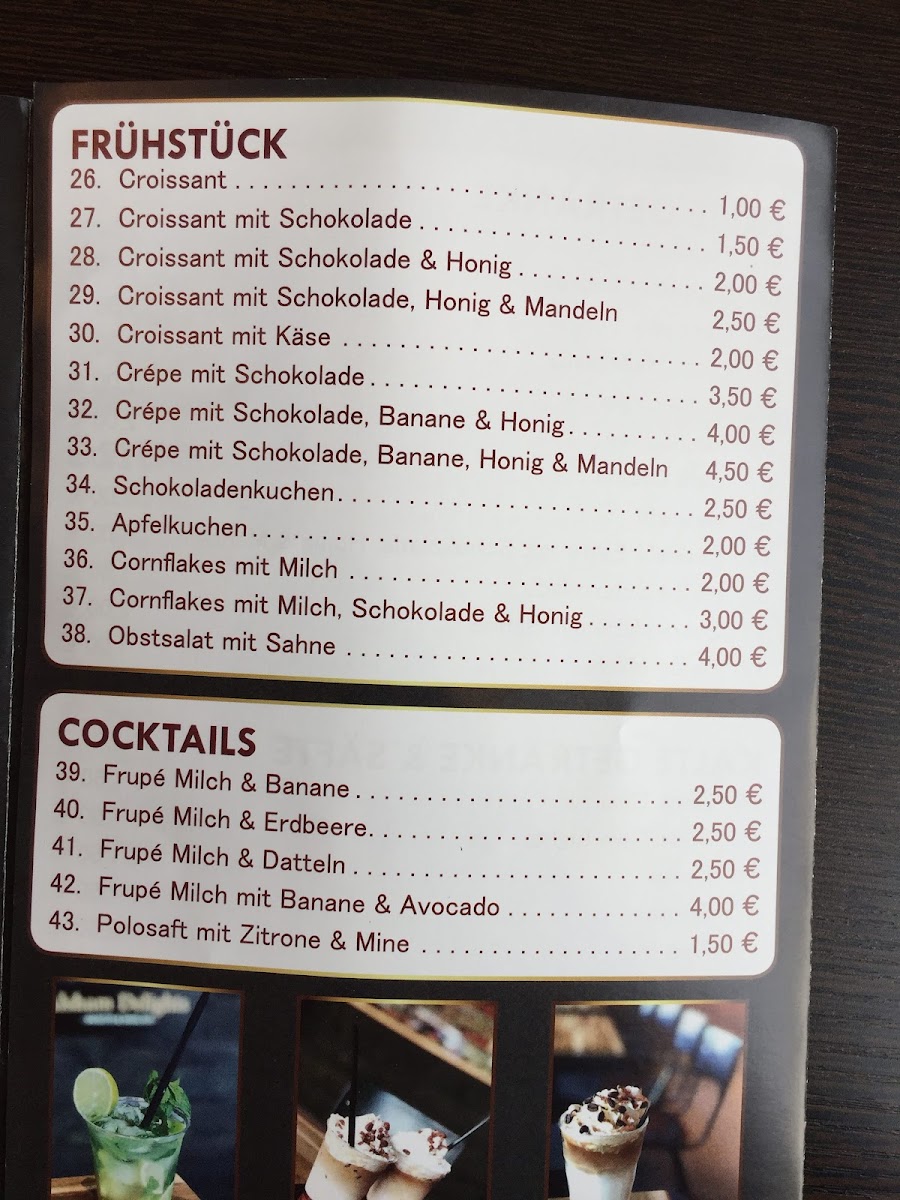 FRÜHSTÜCK
26. Croissant . . . . . . . . . . . . . . . . . . . . . . . . . . . . . . . . . . 1,00 €
27. Croissant mit Schokolade . . . . . . . . . . . . . . . . . . . . . 1,50 €
28. Croissant mit Schokolade & Honig . . . . . . . . . . . . . . 2,00 €
29. Croissant mit Schokolade, Honig & Mandeln 2,50 €
30. Croissant mit Käse . . . . . . . . . . . . . . . . . . . . . . . . . . 2,00 €
31. Crépe mit Schokolade . . . . . . . . . . . . . . . . . . . . . . . . 3,50 €
32. Crépe mit Schokolade, Banane & Honig . . . . . . . . . . 4,00 €
33. Crépe mit Schokolade, Banane, Honig & Mandeln 4,50 €
34. Schokoladenkuchen . . . . . . . . . . . . . . . . . . . . . . . . . . 2,50 €
35. Apfelkuchen . . . . . . . . . . . . . . . . . . . . . . . . . . . . . . . . 2,00 €
36. Cornflakes mit Milch . . . . . . . . . . . . . . . . . . . . . . . . . 2,00 €
37. Cornflakes mit Milch, Schokolade & Honig . . . . . . . . 3,00 €
38. Obstsalat mit Sahne . . . . . . . . . . . . . . . . . . . . . . . . . 4,00 €
COCKTAILS
39. Frupé Milch & Banane . . . . . . . . . . . . . . . . . . . . . . . . 2,50 €
40. Frupé Milch & Erdbeere . . . . . . . . . . . . . . . . . . . . . . . 2,50 €
41. Frupé Milch & Datteln . . . . . . . . . . . . . . . . . . . . . . . . 2,50 €
42. Frupé Milch mit Banane & Avocado . . . . . . . . . . . . . 4,00 €
43. Polosaft mit Zitrone & Mine . . . . . . . . . . . . . . . . . . . 1,50 €